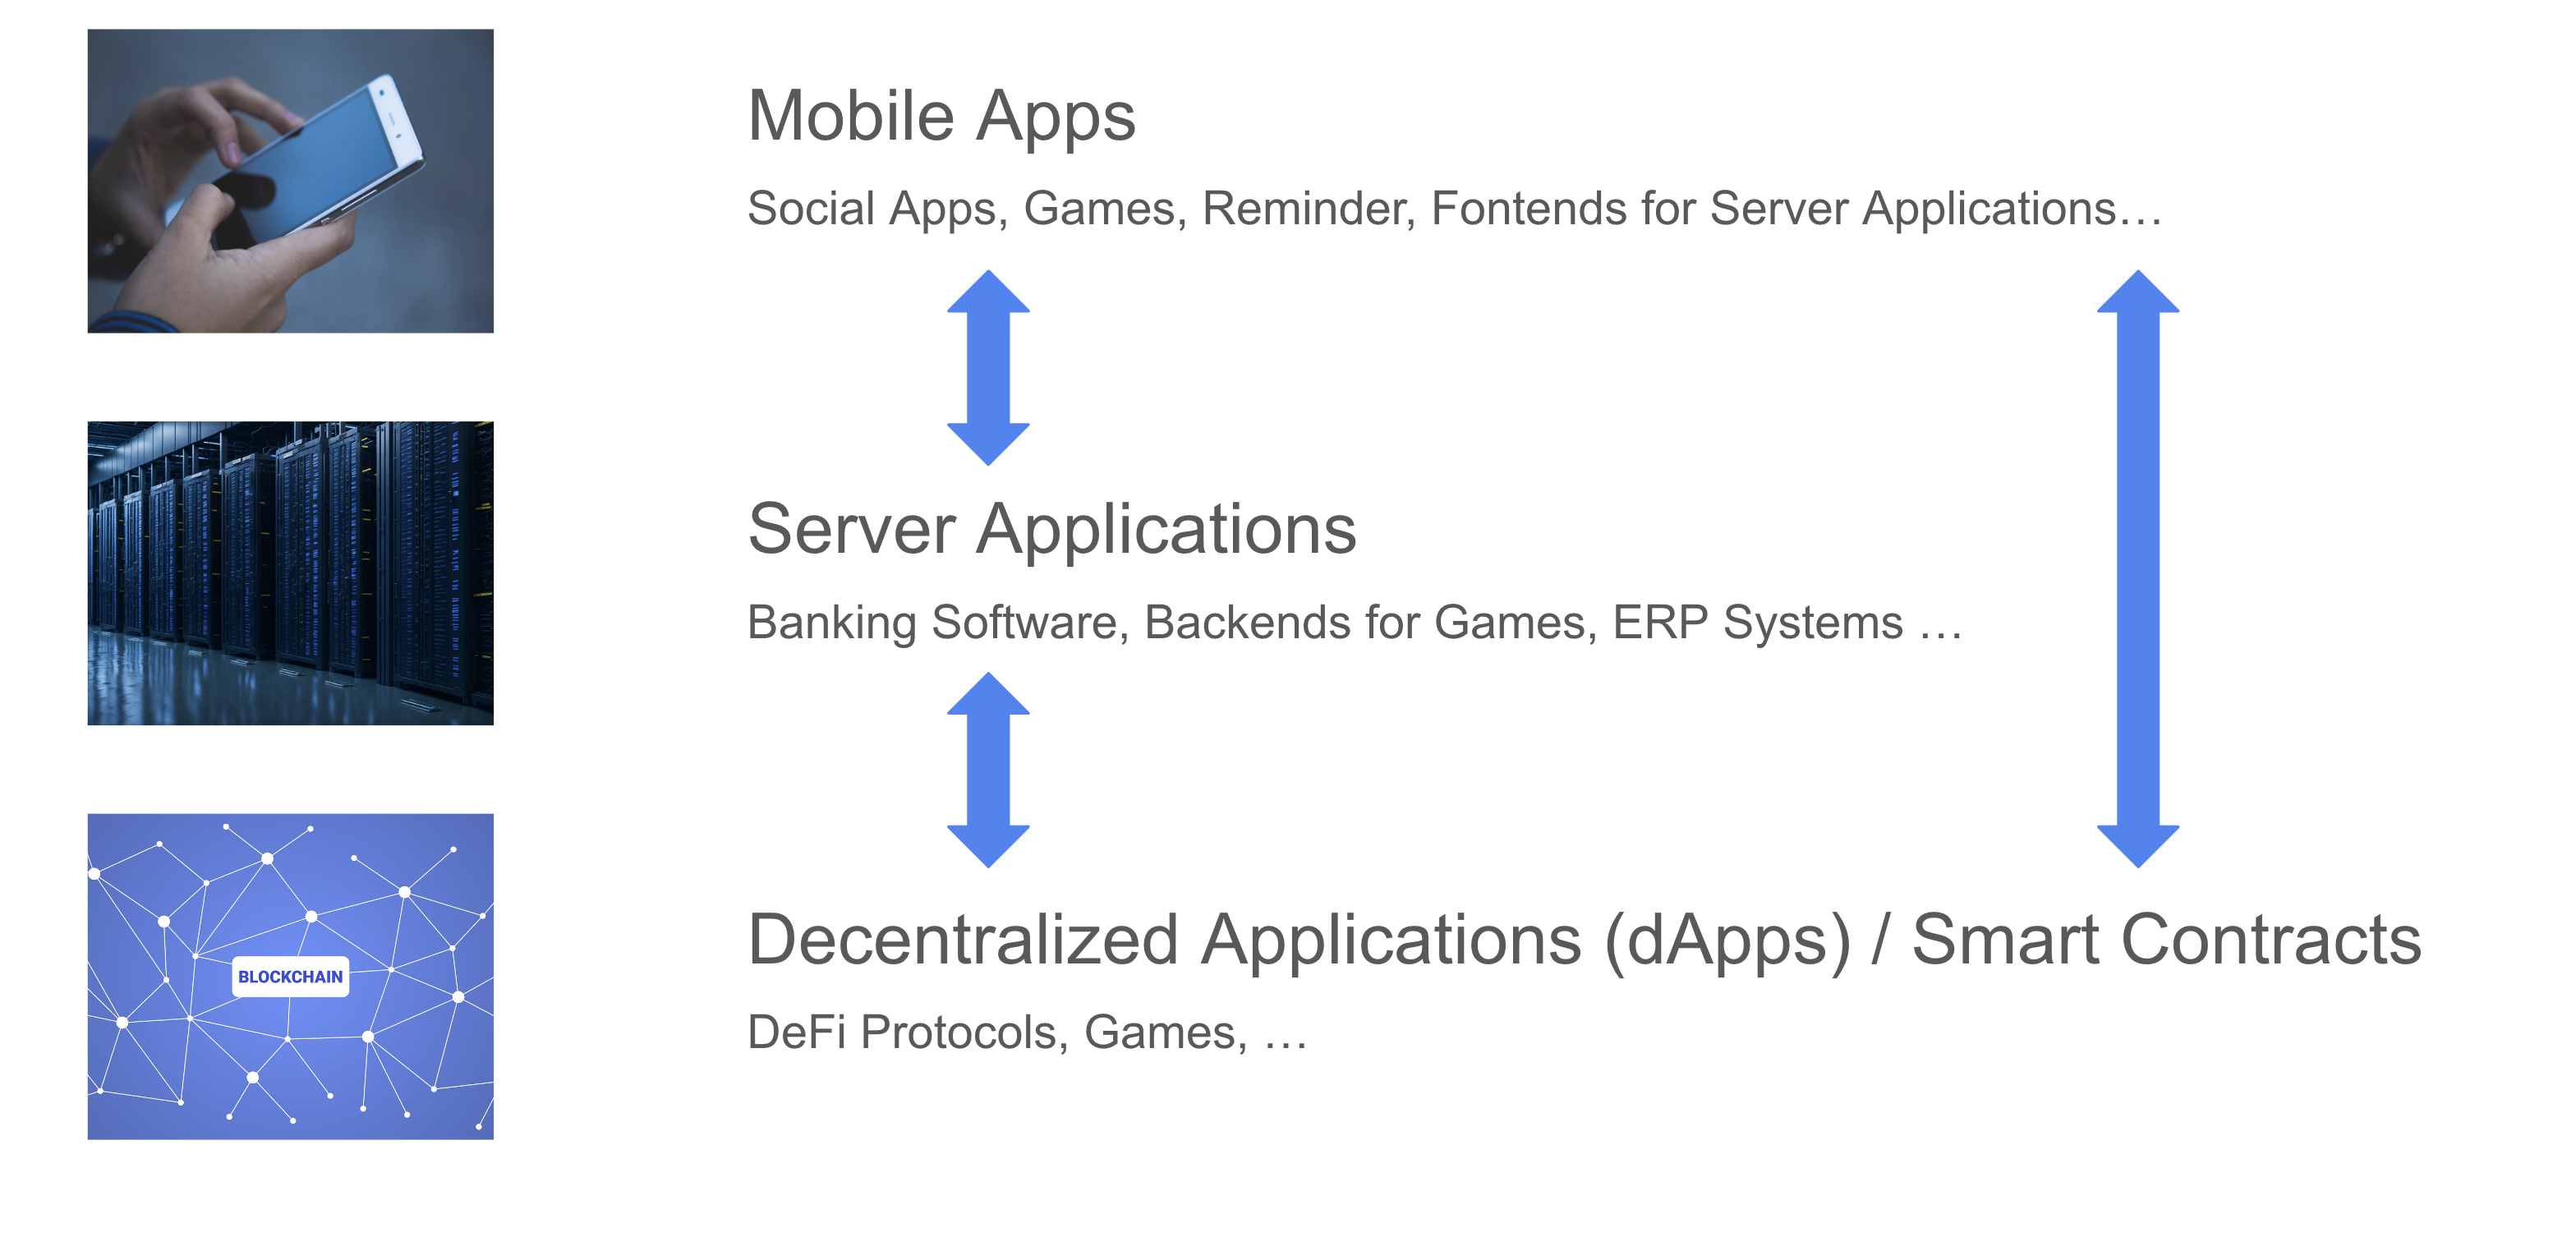 Mobile Apps
Social Apps, Games, Reminder, Fontends for Server Applications…
Server Applications
Banking Software, Backends for Games, ERP Systems …
BLOCKCHAIN
Decentralized Applications (dApps) / Smart Contracts
DeFi Protocols, Games, …